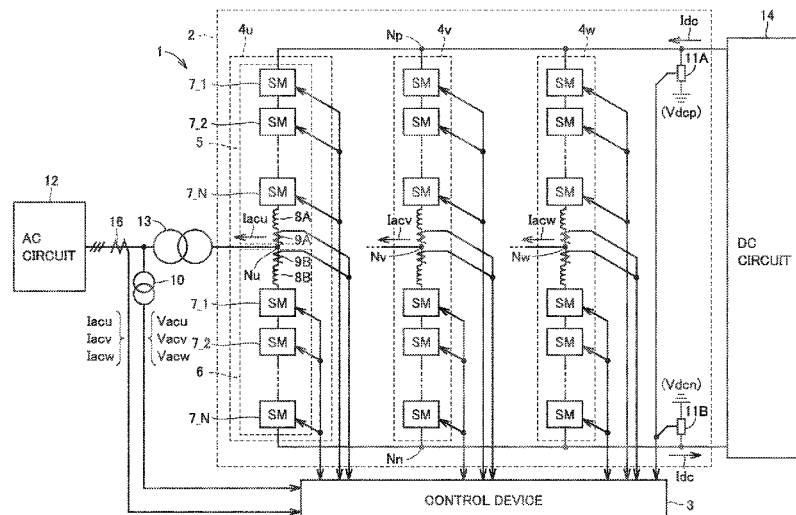 1
2
4u
Np
4v
4w
Idc
14
7_1
SM
SM
SM
11A
7_2
SM
SM
SM
(Vdcp)
5
12
7_N
SM
SM
SM
16
13
Iacu
8A
Iacv
Iacw
AC
CIRCUIT
9A
DC
CIRCUIT
Nu
9B
Nv
Nw
10
8B
7_1
SM
SM
SM
Iacu
Iacv
Iacw
Vacu
Vacv
Vacw
7_2
SM
SM
SM
6
(Vdcn)
7_N
SM
SM
SM
11B
Nn
Idc
CONTROL DEVICE
3